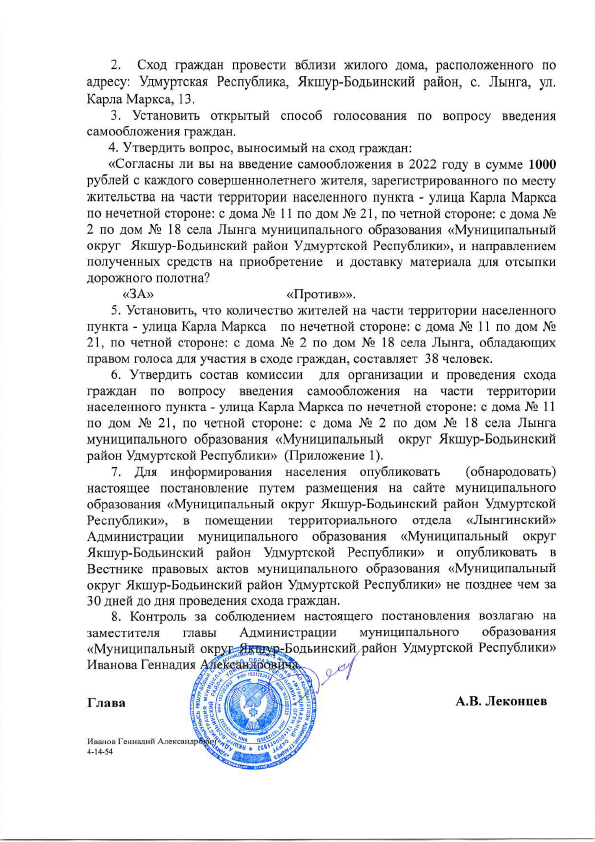 2. Сход граждан провести вблизи жилого дома, расположенного по
адресу: Удмуртская Республика, Якшур-Бодьинский район, с. Лынга, ул.
Карла Маркса, 13.
3. Установить открытый способ голосования по вопросу введения
самообложения граждан.
4. Утвердить вопрос, выносимый на сход граждан:
«Согласны ли вы на введение самообложения в 2022 году в сумме 1000
рублей с каждого совершеннолетнего жителя, зарегистрированного по месту
жительства на части территории населенного пункта - улица Карла Маркса
по нечетной стороне: с дома № 11 по дом № 21, по четной стороне: с дома №
2 по дом № 18 села Лынга муниципального образования «Муниципальный
округ Якшур-Бодьинский район Удмуртской Республики», и направлением
полученных средств на приобретение и доставку материала для отсыпки
дорожного полотна?
«ЗА» «Против»».
5. Установить, что количество жителей на части территории населенного
пункта - улица Карла Маркса по нечетной стороне: с дома № 11 по дом №
21, по четной стороне: с дома № 2 по дом № 18 села Лынга, обладающих
правом голоса для участия в сходе граждан, составляет 38 человек.
6. Утвердить состав комиссии для организации и проведения схода
граждан по вопросу введения самообложения на части территории
населенного пункта - улица Карла Маркса по нечетной стороне: с дома № 11
по дом № 21, по четной стороне: с дома № 2 по дом № 18 села Лынга
муниципального образования «Муниципальный округ Якшур-Бодьинский
район Удмуртской Республики» (Приложение 1).
7. Для информирования населения опубликовать (обнародовать)
настоящее постановление путем размещения на сайте муниципального
образования «Муниципальный округ Якшур-Бодьинский район Удмуртской
Республики», в помещении территориального отдела «Лынгинский»
Администрации муниципального образования «Муниципальный округ
Якшур-Бодьинский район Удмуртской Республики» и опубликовать в
Вестнике правовых актов муниципального образования «Муниципальный
округ Якшур-Бодьинский район Удмуртской Республики» не позднее чем за
30 дней до дня проведения схода граждан.
8. Контроль за соблюдением настоящего постановления возлагаю на
заместителя главы Администрации муниципального образования
«Муниципальный округ Якшур-Бодьинский район Удмуртской Республики»
Иванова Геннадия Александровича.
Глава А.В. Леконцев
Иванов Геннадий Александрович
4-14-54